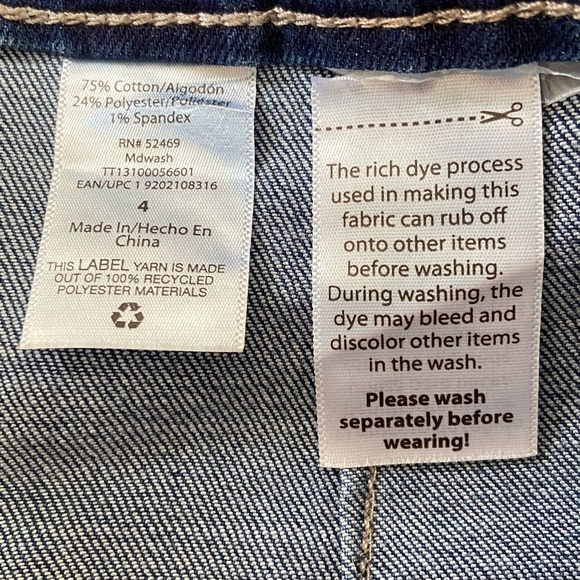 75% Cotton/Algodón
24% Polyester/Poliester
1% Spandex
RN# 52469
Mdwash
TT13100056601
EAN/UPC 1 9202108316
4
Made In/Hecho En
China
THIS LABEL YARN IS MADE
OUT OF 100% RECYCLED
POLYESTER MATERIALS
The rich dye process
used in making this
fabric can rub off
onto other items
before washing.
During washing, the
dye may bleed and
discolor other items
in the wash.
Please wash
separately before
wearing!